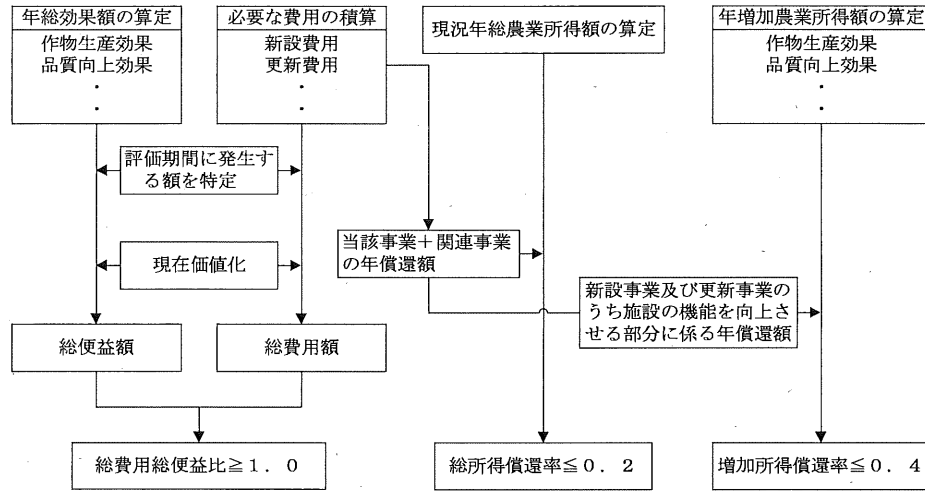 年総効果額の算定
作物生産効果
品質向上効果
・
・
必要な費用の積算
新設費用
更新費用
・
・
現況年総農業所得額の算定
年増加農業所得額の算定
作物生産効果
品質向上効果
・
・
評価期間に発生す
る額を特定
現在価値化
当該事業＋関連事業
の年償還額
新設事業及び更新事業の
うち施設の機能を向上さ
せる部分に係る年償還額
総便益額
総費用額
総費用総便益比≧１．０
総所得償還率≦０．２
増加所得償還率≦０．４